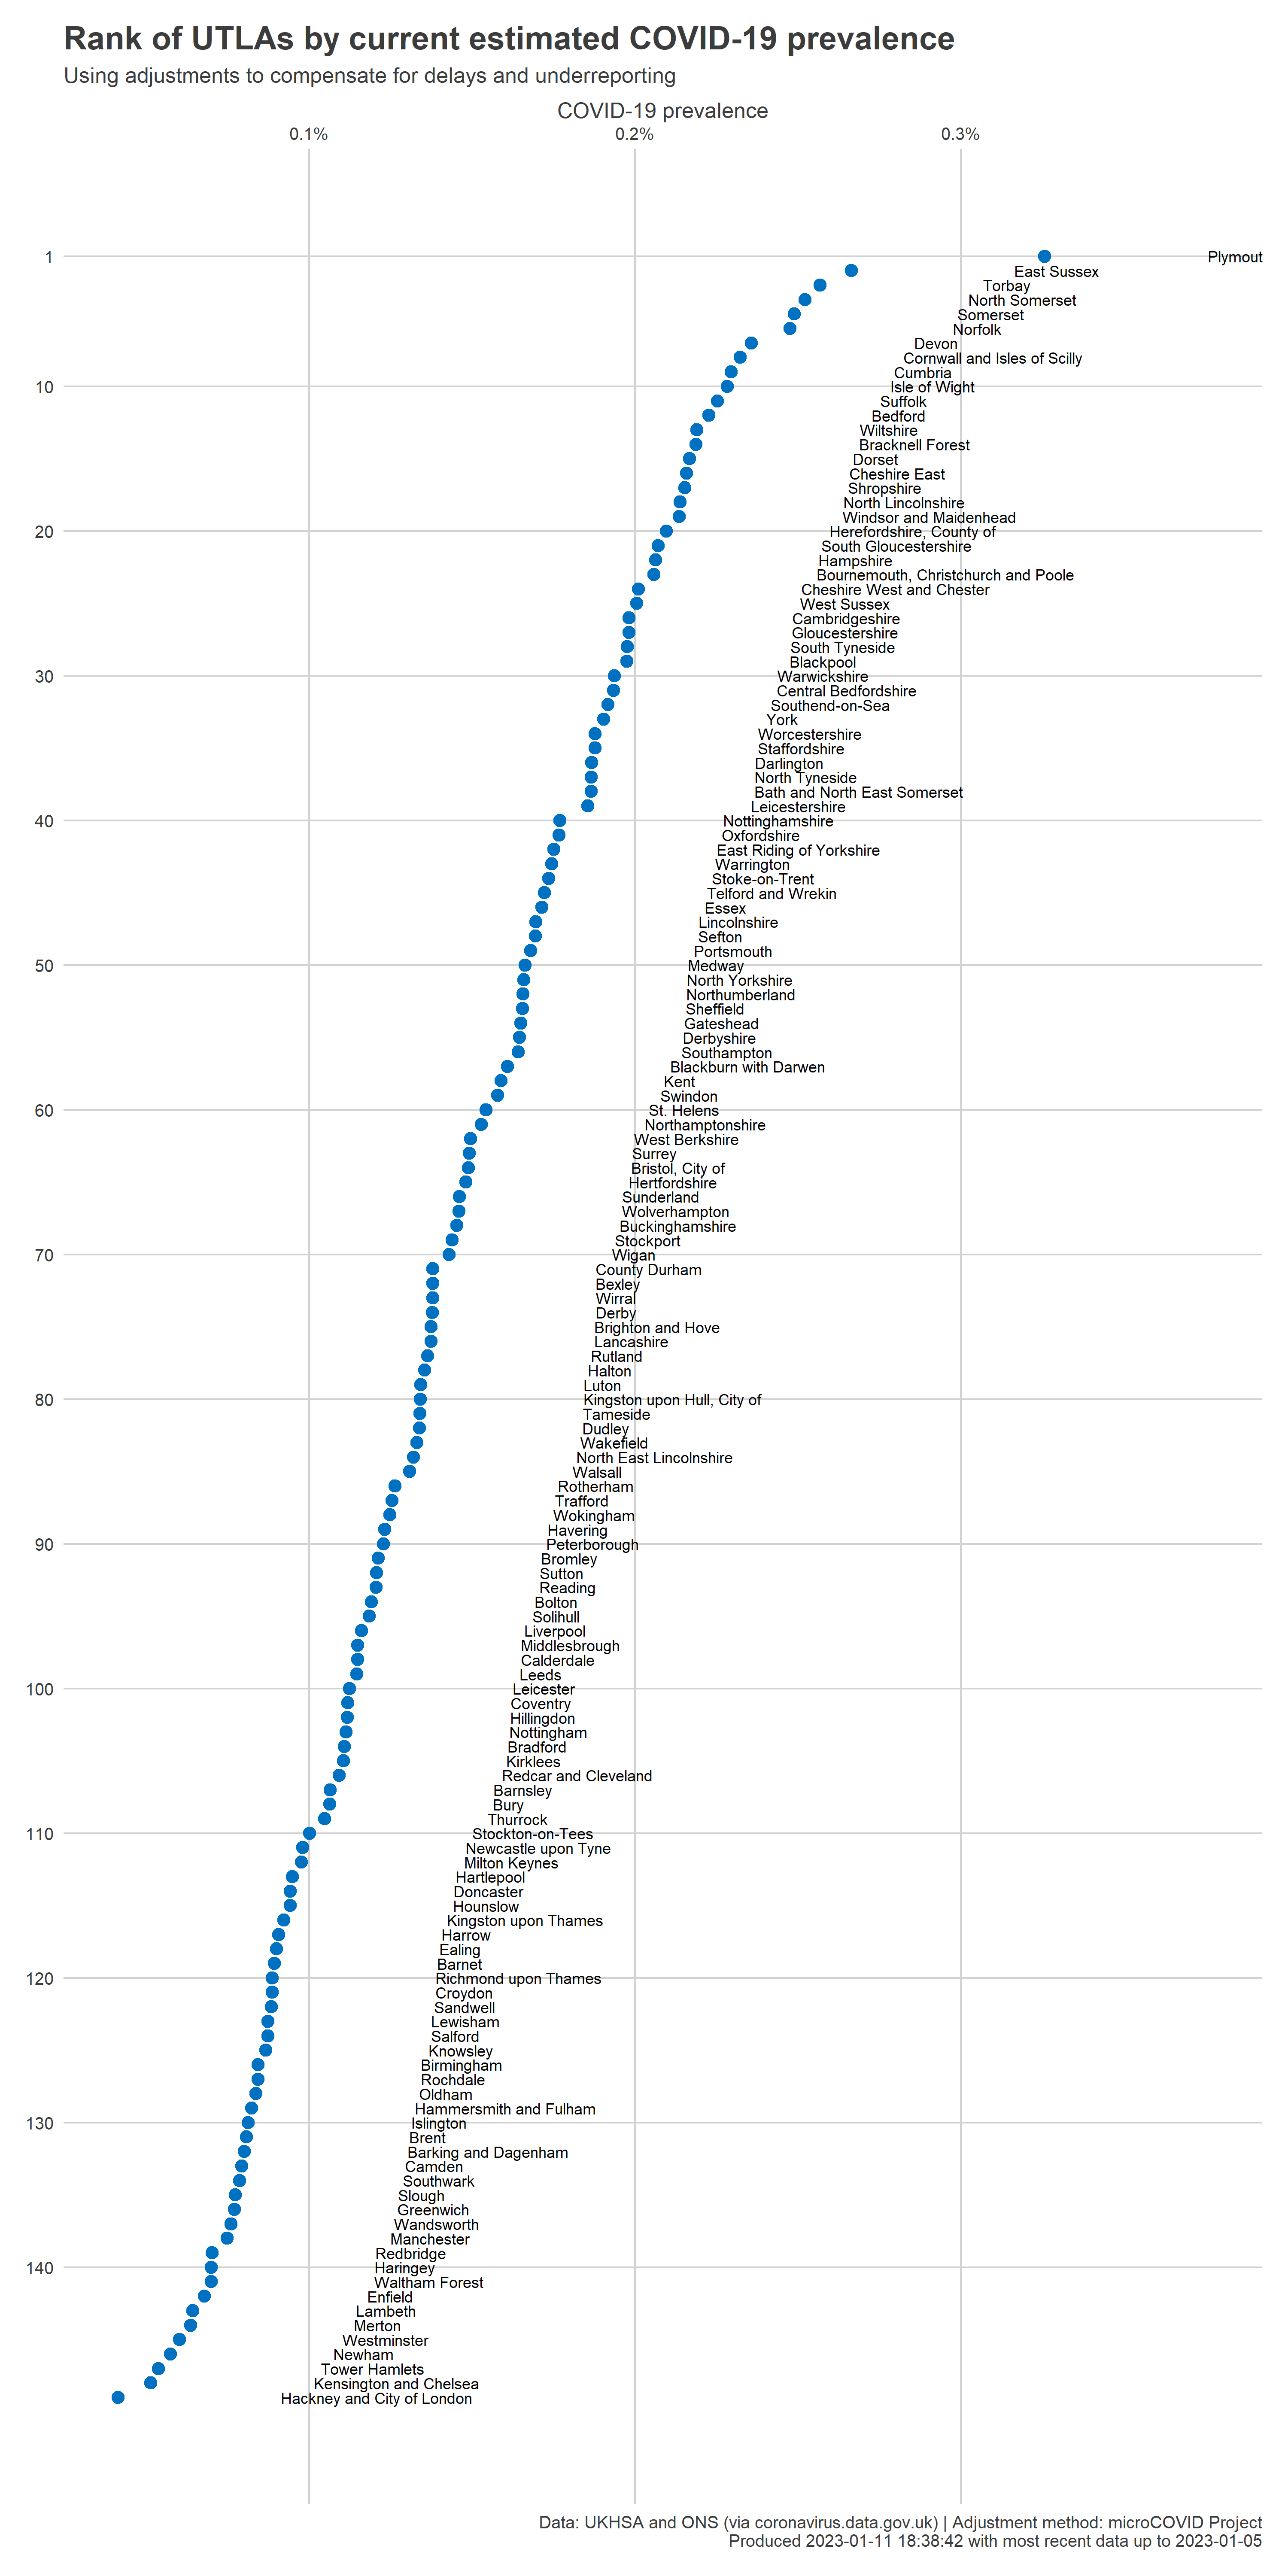 Rank of UTLAs by current estimated COVID-19 prevalence
Using adjustments to compensate for delays and underreporting
COVID-19 prevalence
0.1% 0.2% 0.3%
1 Plymout
East Sussex
Torbay
North Somerset
Somerset
Norfolk
Devon
Cornwall and Isles of Scilly
Cumbria
10 Isle of Wight
Suffolk
Bedford
Wiltshire
Bracknell Forest
Dorset
Cheshire East
Shropshire
North Lincolnshire
Windsor and Maidenhead
20 Herefordshire, County of
South Gloucestershire
Hampshire
Bournemouth, Christchurch and Poole
Cheshire West and Chester
West Sussex
Cambridgeshire
Gloucestershire
South Tyneside
Blackpool
30 Warwickshire
Central Bedfordshire
Southend-on-Sea
York
Worcestershire
Staffordshire
Darlington
North Tyneside
Bath and North East Somerset
Leicestershire
40 Nottinghamshire
Oxfordshire
East Riding of Yorkshire
Warrington
Stoke-on-Trent
Telford and Wrekin
Essex
Lincolnshire
Sefton
Portsmouth
50 Medway
North Yorkshire
Northumberland
Sheffield
Gateshead
Derbyshire
Southampton
Blackburn with Darwen
Kent
Swindon
60 St. Helens
Northamptonshire
West Berkshire
Surrey
Bristol, City of
Hertfordshire
Sunderland
Wolverhampton
Buckinghamshire
Stockport
70 Wigan
County Durham
Bexley
Wirral
Derby
Brighton and Hove
Lancashire
Rutland
Halton
Luton
80 Kingston upon Hull, City of
Tameside
Dudley
Wakefield
North East Lincolnshire
Walsall
Rotherham
Trafford
Wokingham
Havering
90 Peterborough
Bromley
Sutton
Reading
Bolton
Solihull
Liverpool
Middlesbrough
Calderdale
Leeds
100 Leicester
Coventry
Hillingdon
Nottingham
Bradford
Kirklees
Redcar and Cleveland
Barnsley
Bury
Thurrock
110 Stockton-on-Tees
Newcastle upon Tyne
Milton Keynes
Hartlepool
Doncaster
Hounslow
Kingston upon Thames
Harrow
Ealing
Barnet
120 Richmond upon Thames
Croydon
Sandwell
Lewisham
Salford
Knowsley
Birmingham
Rochdale
Oldham
Hammersmith and Fulham
130 Islington
Brent
Barking and Dagenham
Camden
Southwark
Slough
Greenwich
Wandsworth
Manchester
Redbridge
140 Haringey
Waltham Forest
Enfield
Lambeth
Merton
Westminster
Newham
Tower Hamlets
Kensington and Chelsea
Hackney and City of London
Data: UKHSA and ONS (via coronavirus.data.gov.uk) | Adjustment method: microCOVID Project
Produced 2023-01-11 18:38:42 with most recent data up to 2023-01-05